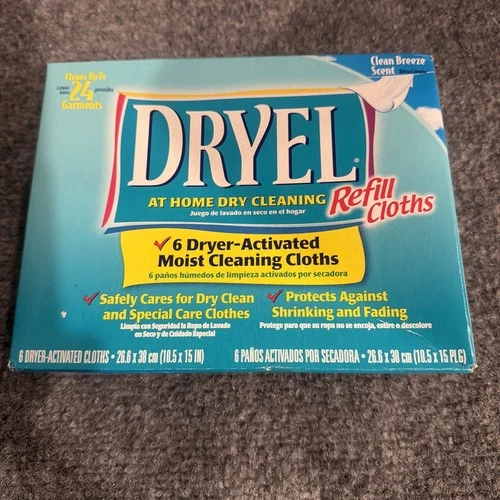 Cleans Up To
Limpia hasta
24
prendas
Garments
Clean Breeze
Scent
DRYEL
AT HOME DRY CLEANING
Juego de lavado en seco en el hogar
Refill
Cloths
6 Dryer-Activated
Moist Cleaning Cloths
6 paños húmedos de limpieza activados por secadora
Safely Cares for Dry Clean
and Special Care Clothes
Limpia con Seguridad la Ropa de Lavado
en Seco y de Cuidado Especial
Protects Against
Shrinking and Fading
Protege para que su ropa no se encoja, estire o descolore
6 DRYER-ACTIVATED CLOTHS • 26.6 x 38 cm (10.5 x 15 IN)
6 PAÑOS ACTIVADOS POR SECADORA • 26.6 x 38 cm (10.5 x 15 PLG)